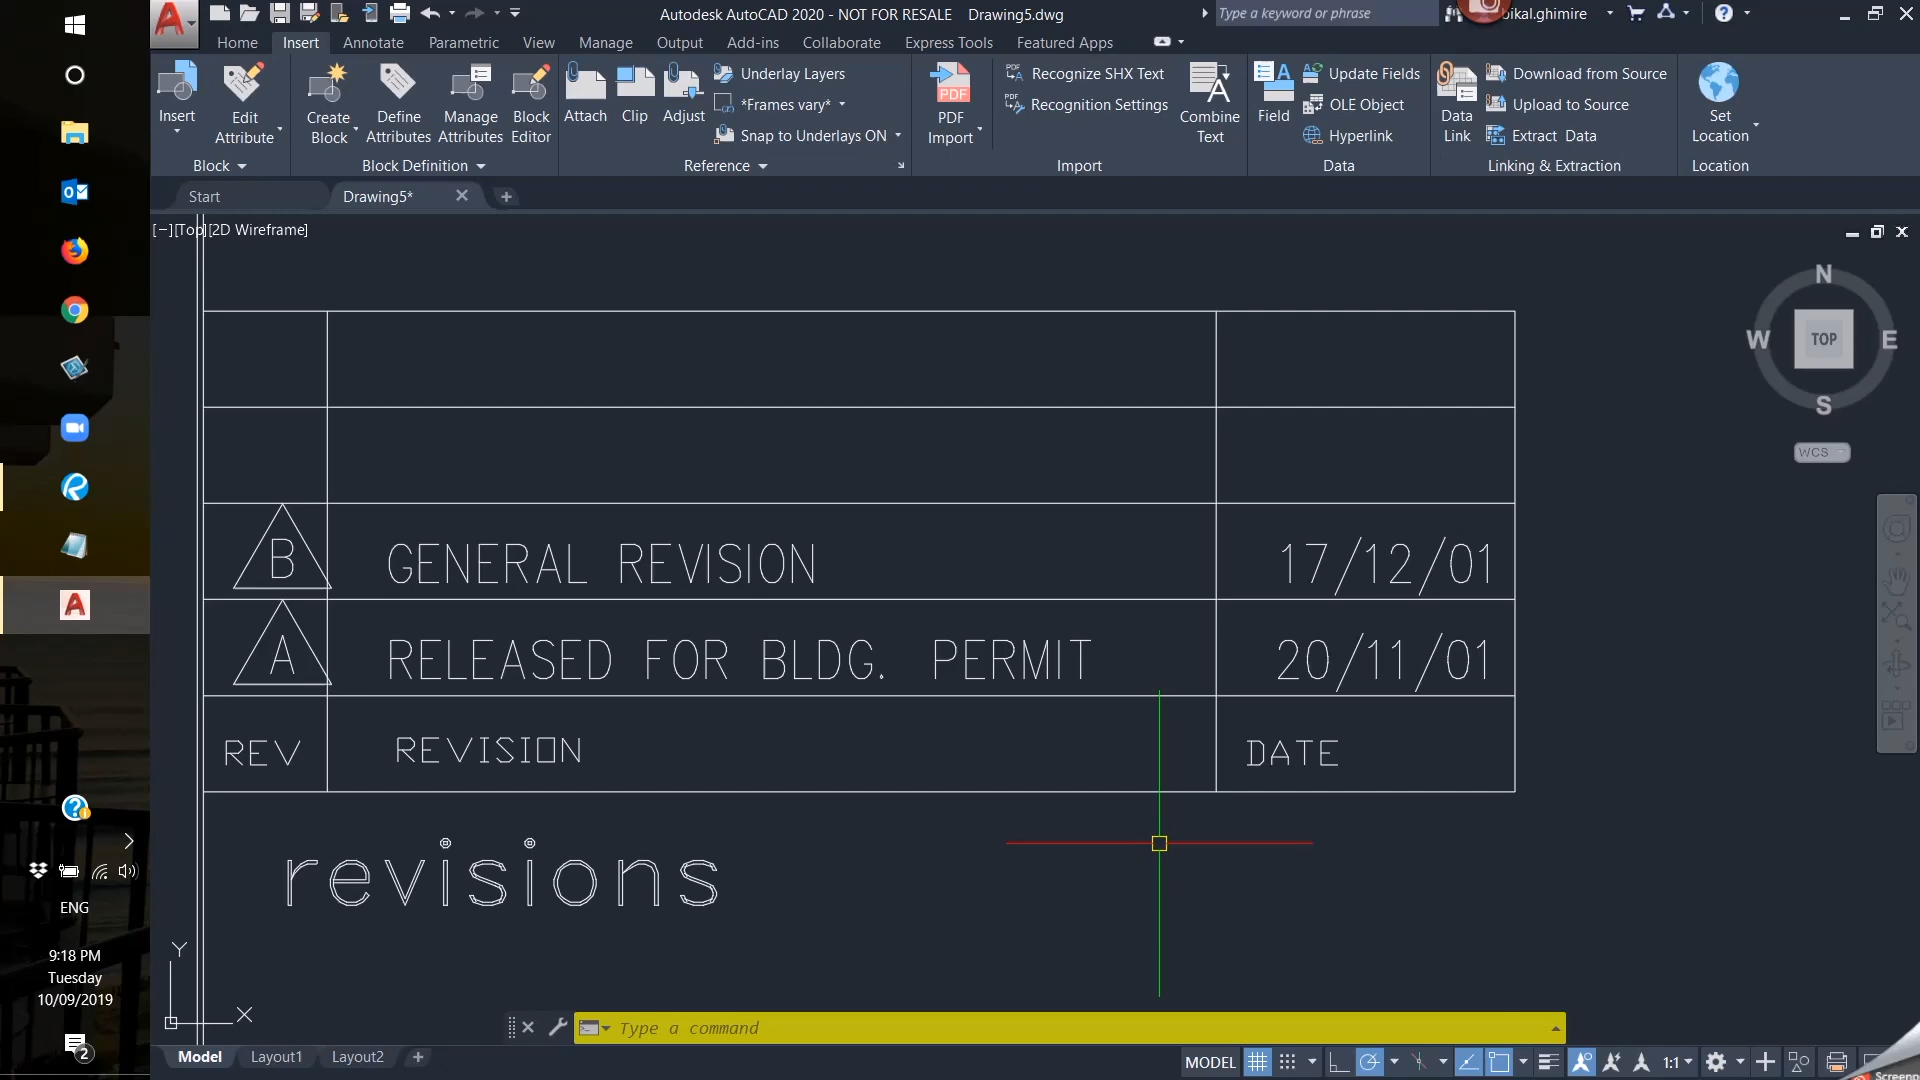 Autodesk AutoCAD 2020 - NOT FOR RESALE Drawing5.dwg
Type a keyword or phrase
bikal.ghimire
Home Insert Annotate Parametric View Manage Output Add-ins Collaborate Express Tools Featured Apps
Insert
Edit Attribute
Create Block
Define Attributes
Manage Attributes
Block Editor
Attach
Clip
Adjust
Underlay Layers
*Frames vary*
Snap to Underlays ON
PDF
PDF Import
Recognize SHX Text
Recognition Settings
Combine Text
Field
Update Fields
OLE Object
Hyperlink
Data Link
Download from Source
Upload to Source
Extract Data
Set Location
Block
Block Definition
Reference
Import
Data
Linking & Extraction
Location
Start
Drawing5*
[−][Top][2D Wireframe]
N
W TOP E
S
WCS
B GENERAL REVISION 17/12/01
A RELEASED FOR BLDG. PERMIT 20/11/01
REV REVISION DATE
revisions
Y
X
Type a command
Model Layout1 Layout2
MODEL
1:1
ENG
9:18 PM
Tuesday
10/09/2019
2